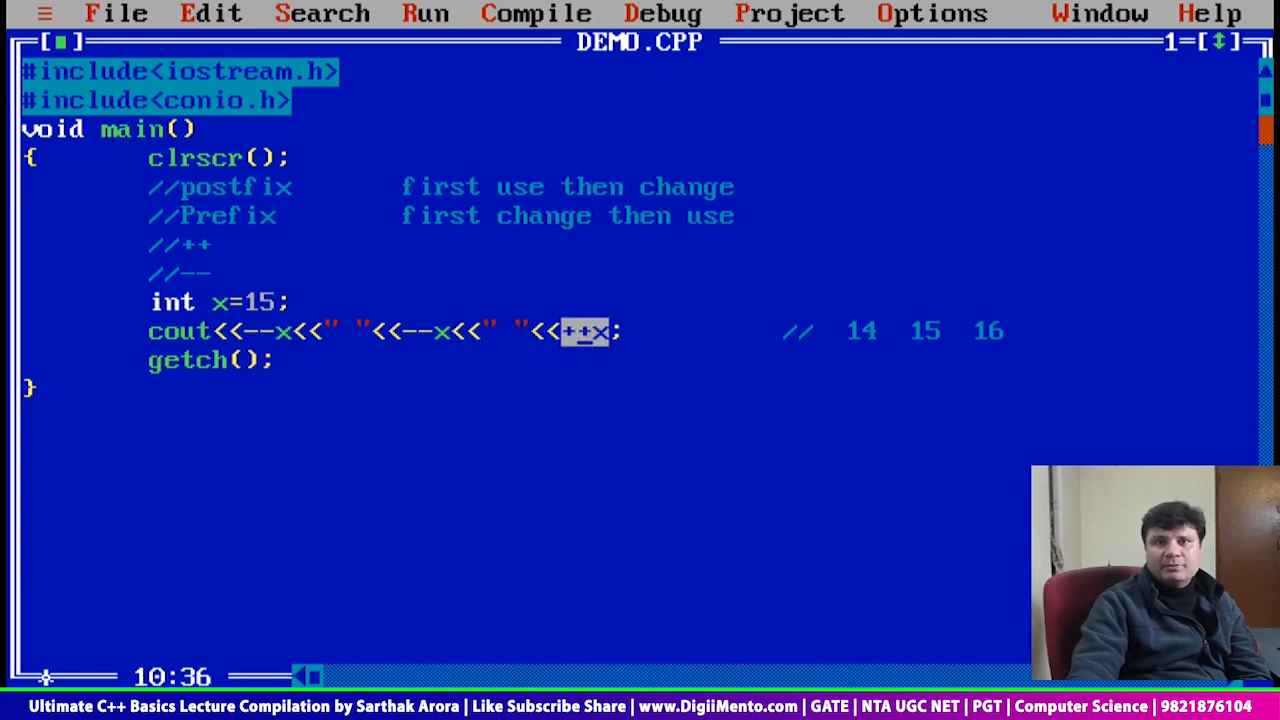 ≡ File Edit Search Run Compile Debug Project Options Window Help
[■] DEMO.CPP 1=[↕]
#include<iostream.h>
#include<conio.h>
void main()
{ clrscr();
//postfix first use then change
//Prefix first change then use
//++
//--
int x=15;
cout<<--x<<" "<<--x<<" "<<++x; // 14 15 16
getch();
}
10:36
Ultimate C++ Basics Lecture Compilation by Sarthak Arora | Like Subscribe Share | www.DigiiMento.com | GATE | NTA UGC NET | PGT | Computer Science | 9821876104